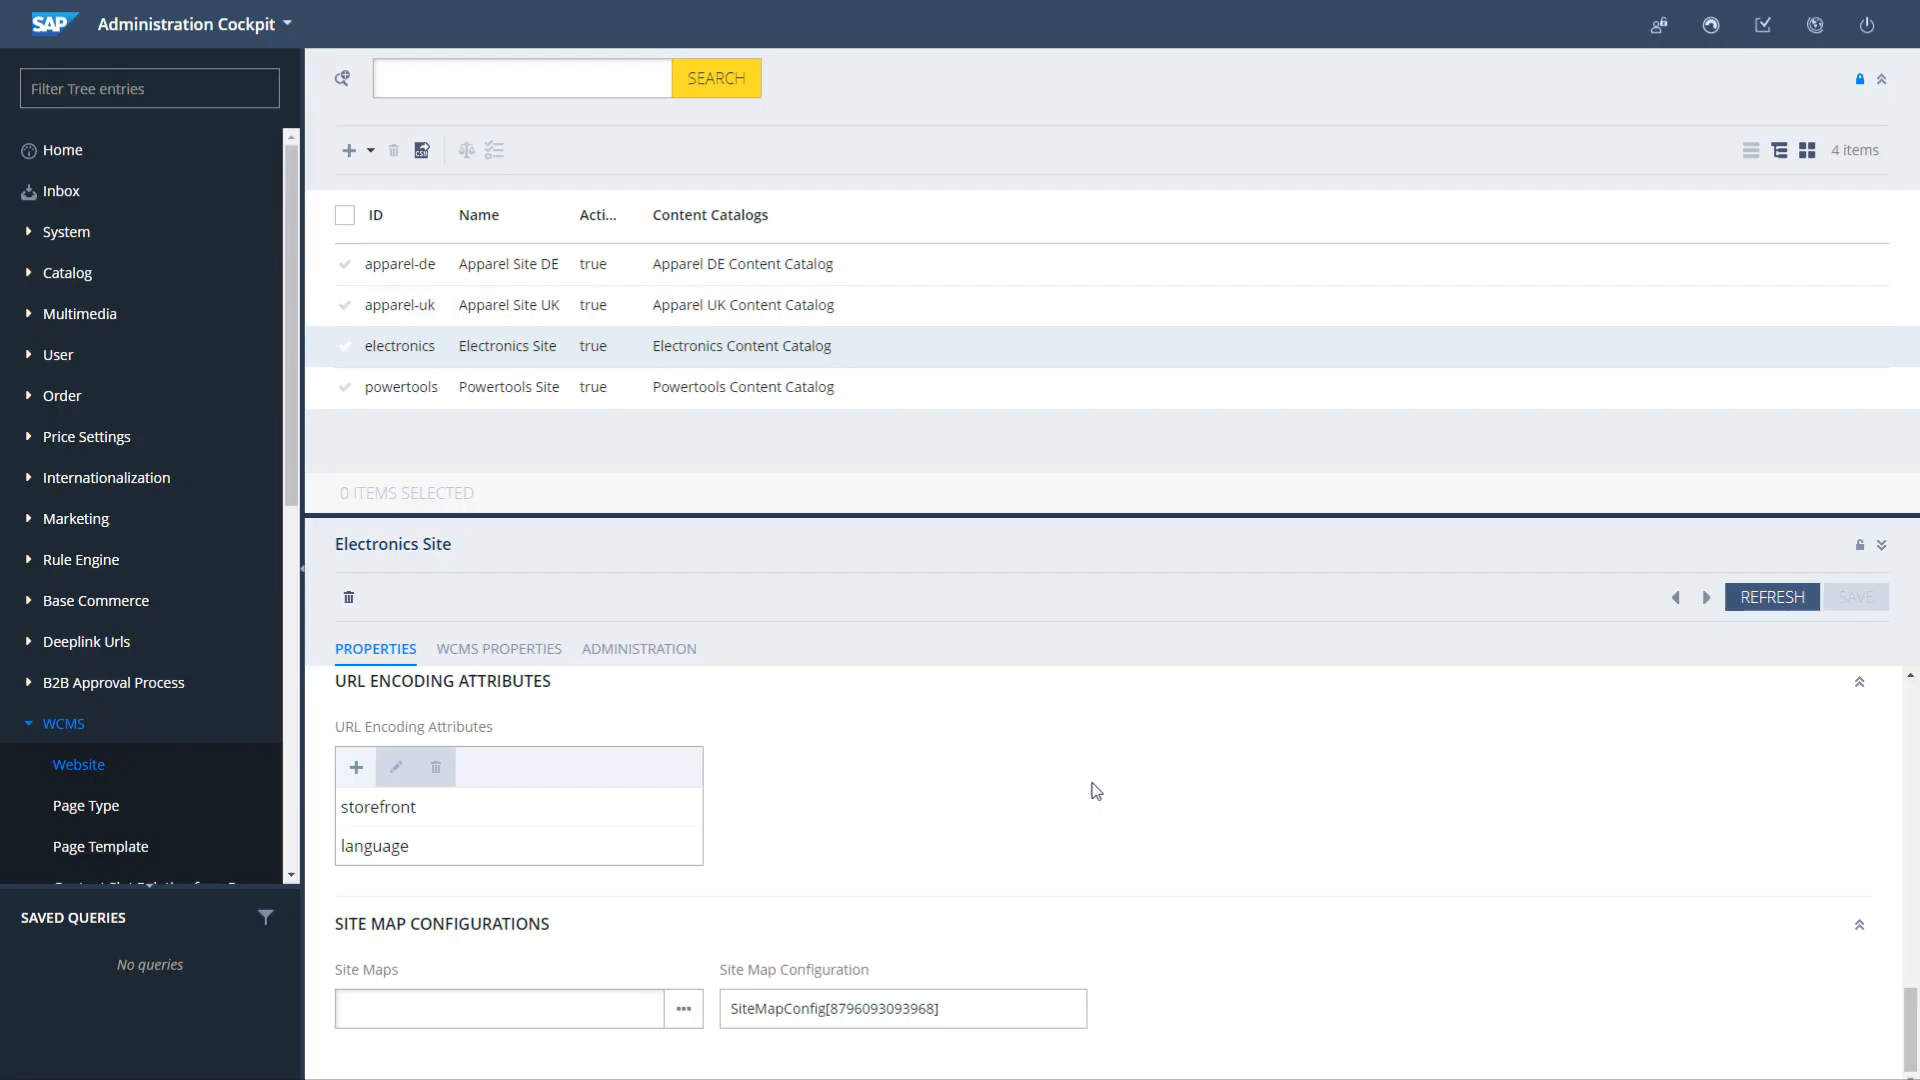 SAP Administration Cockpit
Filter Tree entries
Home
Inbox
System
Catalog
Multimedia
User
Order
Price Settings
Internationalization
Marketing
Rule Engine
Base Commerce
Deeplink Urls
B2B Approval Process
WCMS
Website
Page Type
Page Template
SAVED QUERIES
No queries
SEARCH
CSV
4 items
ID Name Acti... Content Catalogs
apparel-de Apparel Site DE true Apparel DE Content Catalog
apparel-uk Apparel Site UK true Apparel UK Content Catalog
electronics Electronics Site true Electronics Content Catalog
powertools Powertools Site true Powertools Content Catalog
0 ITEMS SELECTED
Electronics Site
REFRESH SAVE
PROPERTIES WCMS PROPERTIES ADMINISTRATION
URL ENCODING ATTRIBUTES
URL Encoding Attributes
storefront
language
SITE MAP CONFIGURATIONS
Site Maps Site Map Configuration
SiteMapConfig[8796093093968]